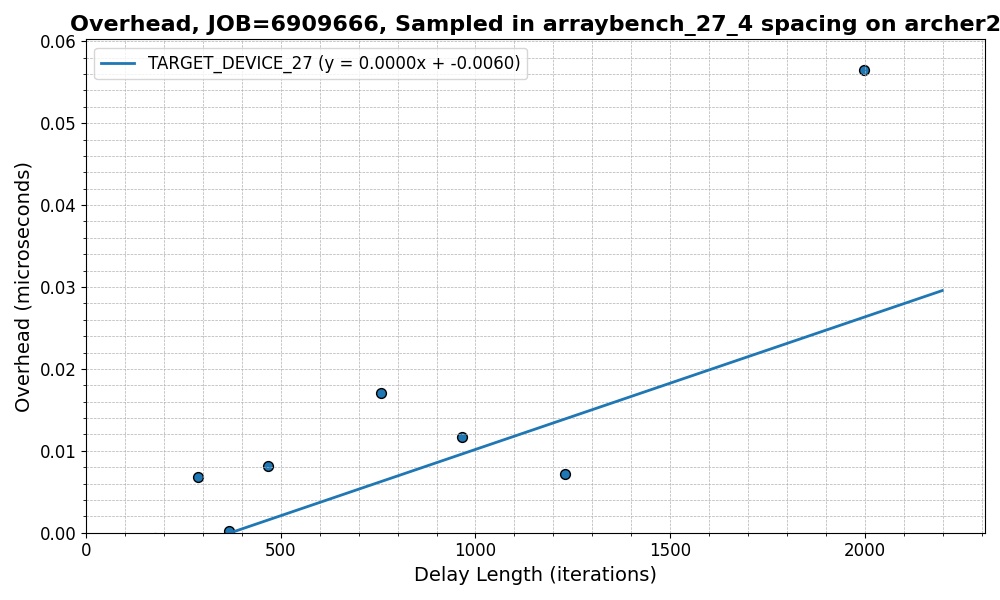 Overhead, JOB=6909666, Sampled in arraybench_27_4 spacing on archer2
TARGET_DEVICE_27 (y = 0.0000x + -0.0060)
Overhead (microseconds)
0.06
0.05
0.04
0.03
0.02
0.01
0.00
0 500 1000 1500 2000
Delay Length (iterations)